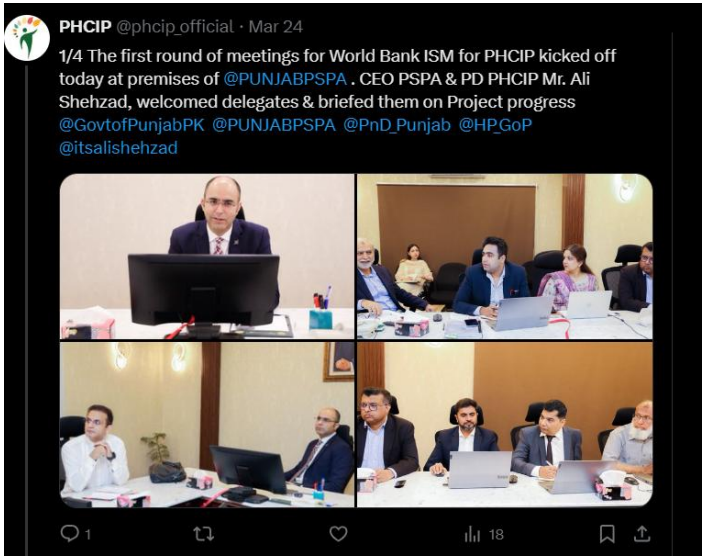 PHCIP @phcip_official · Mar 24
1/4 The first round of meetings for World Bank ISM for PHCIP kicked off
today at premises of @PUNJABPSPA . CEO PSPA & PD PHCIP Mr. Ali
Shehzad, welcomed delegates & briefed them on Project progress
@GovtofPunjabPK @PUNJABPSPA @PnD_Punjab @HP_GoP
@itsalishehzad
1 18